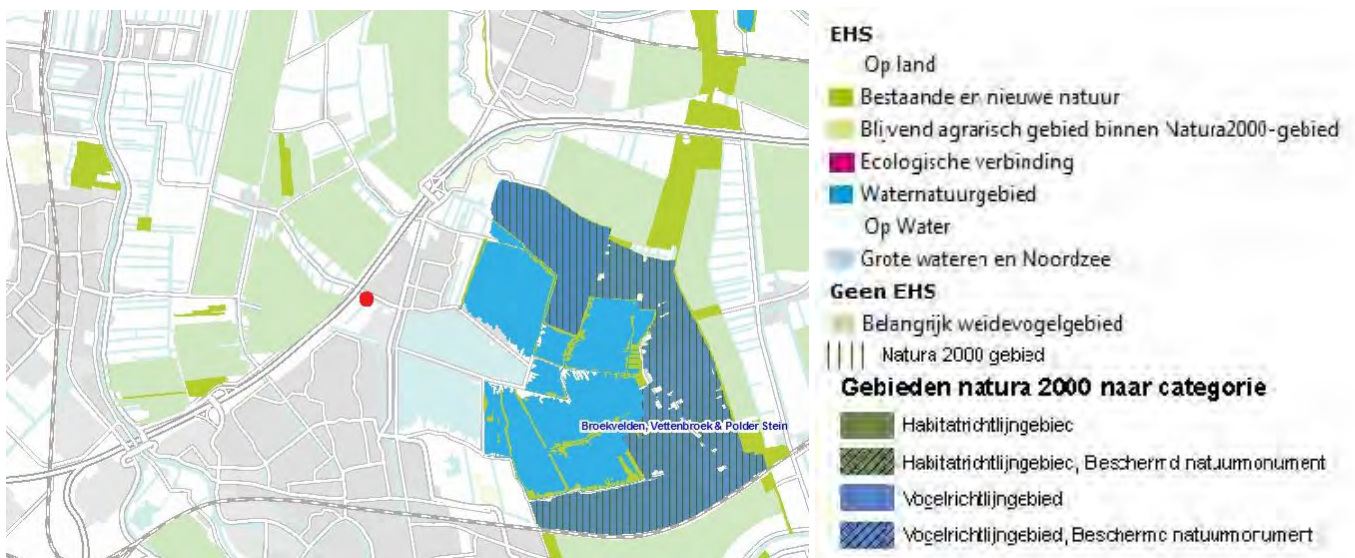 Broekvelden, Vettenbroek & Polder Stein
EHS
Op land
Bestaande en nieuwe natuur
Blijvend agrarisch gebied binnen Natura2000-gebied
Ecologische verbinding
Waternatuurgebied
Op Water
Grote wateren en Noordzee
Geen EHS
Belangrijk weidevogelgebied
Natura 2000 gebied
Gebieden natura 2000 naar categorie
Habitatrichtlijngebied
Habitatrichtlijngebied, Beschermd natuurmonument
Vogelrichtlijngebied
Vogelrichtlijngebied, Beschermd natuurmonument